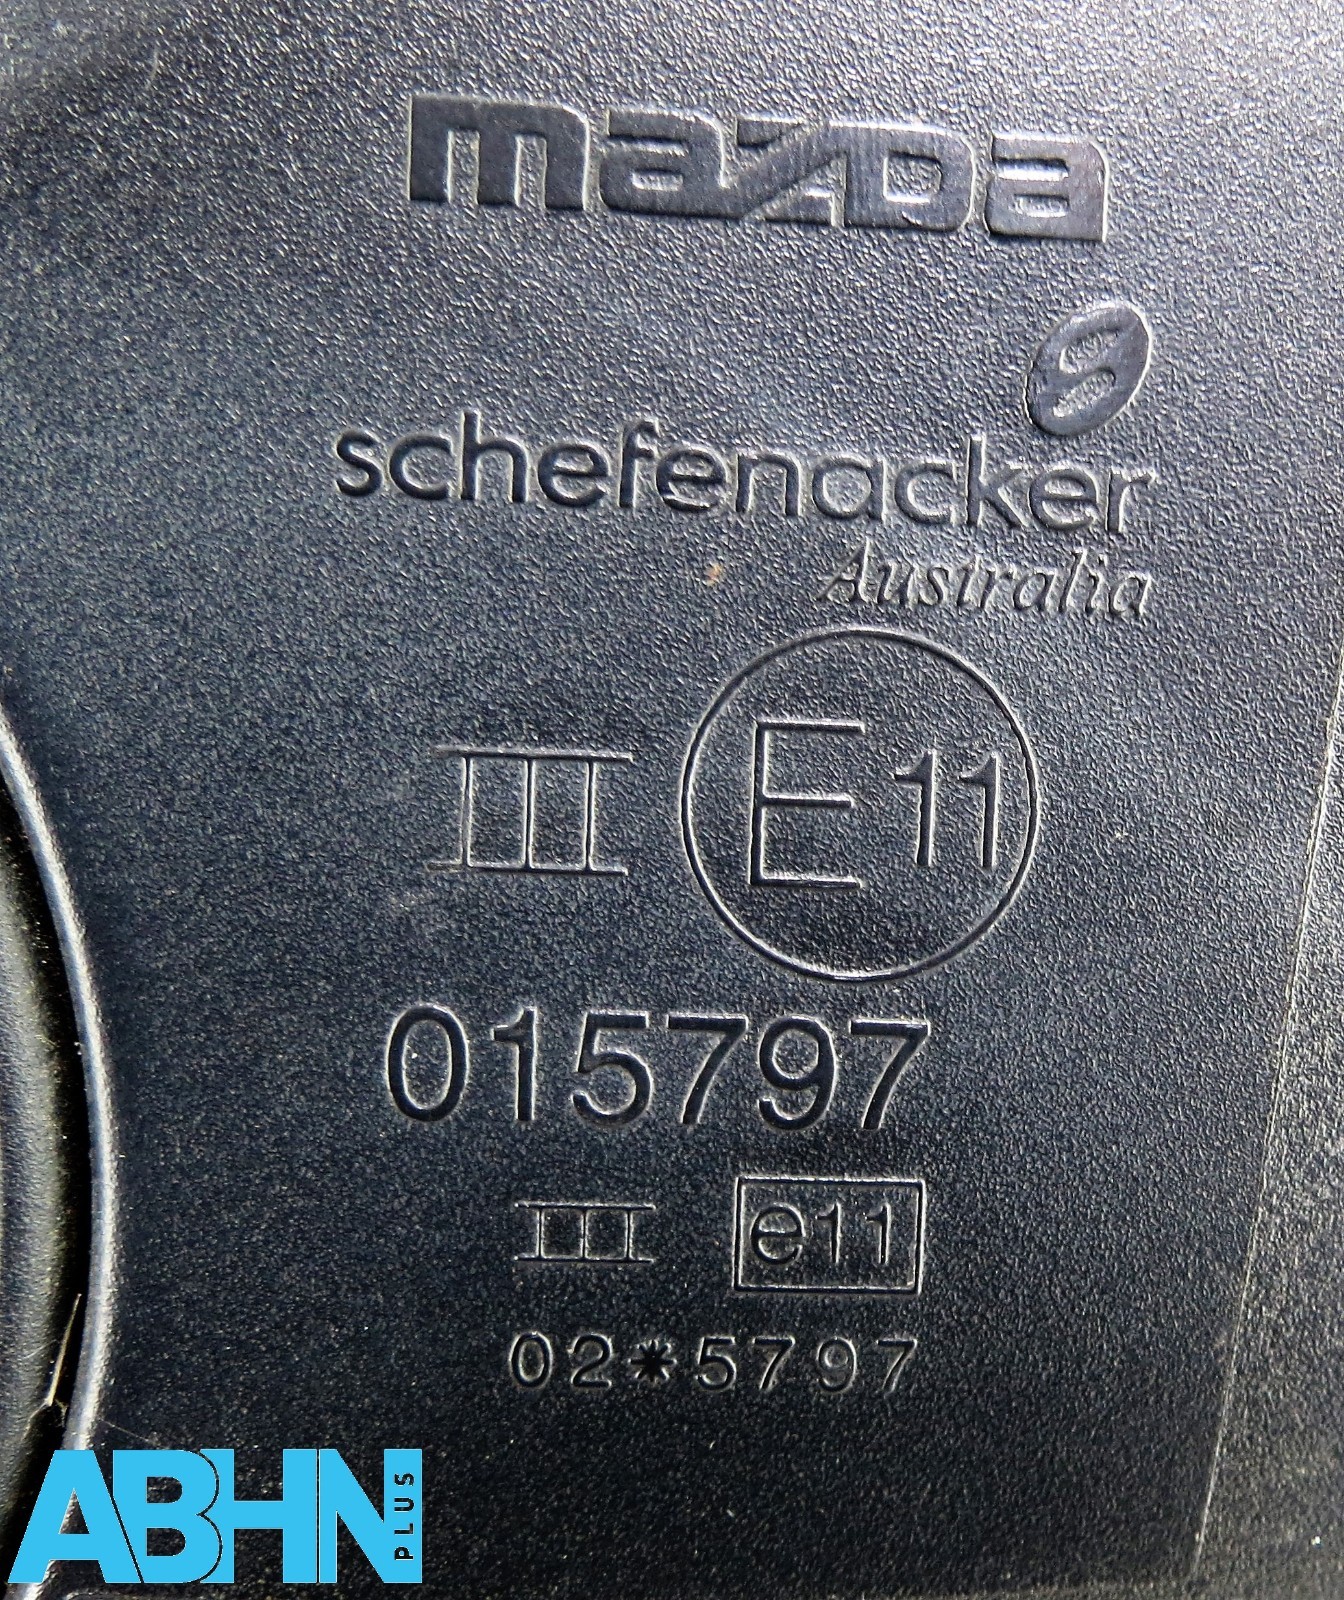 mazda
S
schefenacker
Australia
III E11
015797
III e11
02*5797
ABHN PLUS